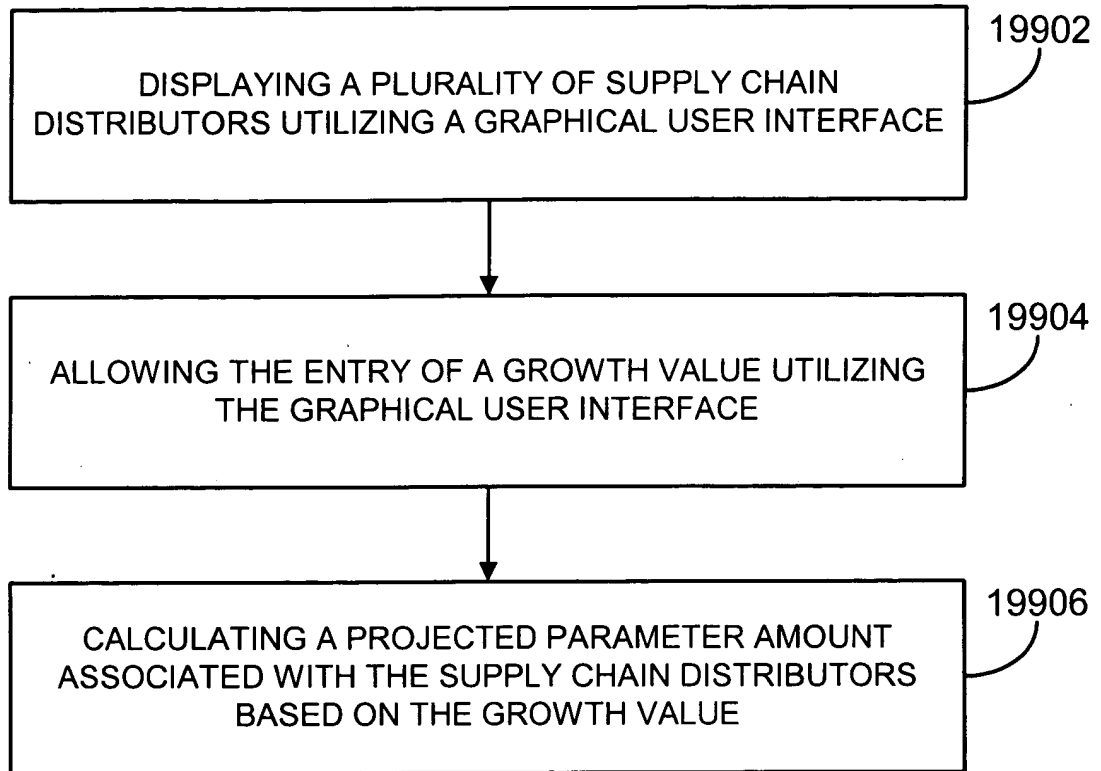 19902
DISPLAYING A PLURALITY OF SUPPLY CHAIN
DISTRIBUTORS UTILIZING A GRAPHICAL USER INTERFACE
19904
ALLOWING THE ENTRY OF A GROWTH VALUE UTILIZING
THE GRAPHICAL USER INTERFACE
19906
CALCULATING A PROJECTED PARAMETER AMOUNT
ASSOCIATED WITH THE SUPPLY CHAIN DISTRIBUTORS
BASED ON THE GROWTH VALUE